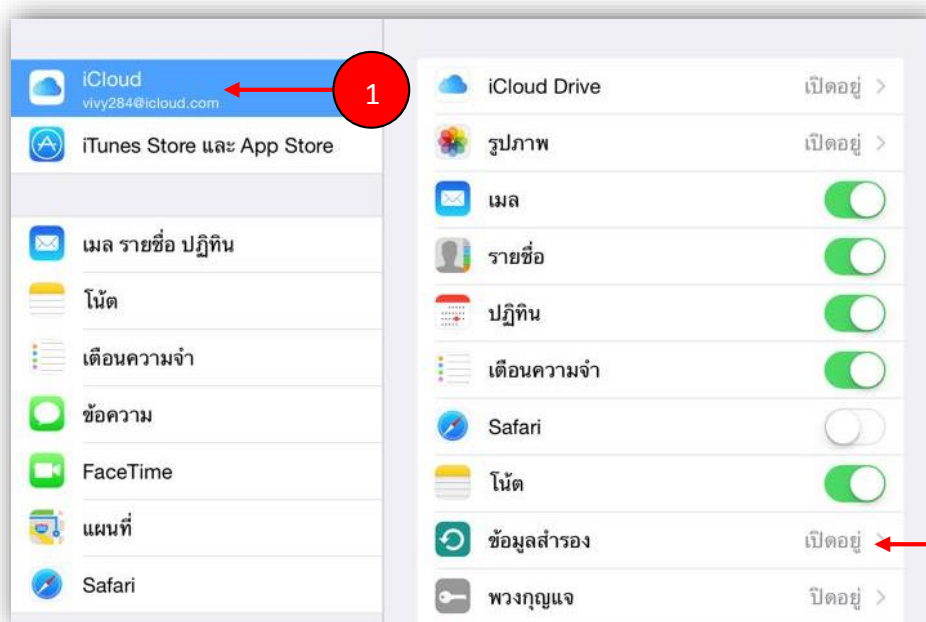 iCloud
vivy284@icloud.com
1
iTunes Store และ App Store
เมล รายชื่อ ปฏิทิน
โน้ต
เตือนความจำ
ข้อความ
FaceTime
แผนที่
Safari
iCloud Drive เปิดอยู่ >
รูปภาพ เปิดอยู่ >
เมล
รายชื่อ
ปฏิทิน
เตือนความจำ
Safari
โน้ต
ข้อมูลสำรอง เปิดอยู่ >
พวงกุญแจ ปิดอยู่ >